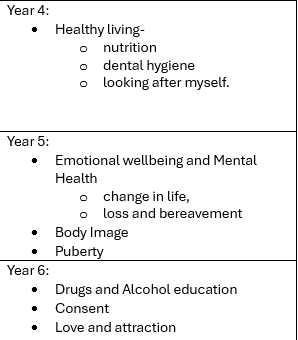 Year 4:
• Healthy living-
o nutrition
o dental hygiene
o looking after myself.
Year 5:
• Emotional wellbeing and Mental
Health
o change in life,
o loss and bereavement
• Body Image
• Puberty
Year 6:
• Drugs and Alcohol education
• Consent
• Love and attraction